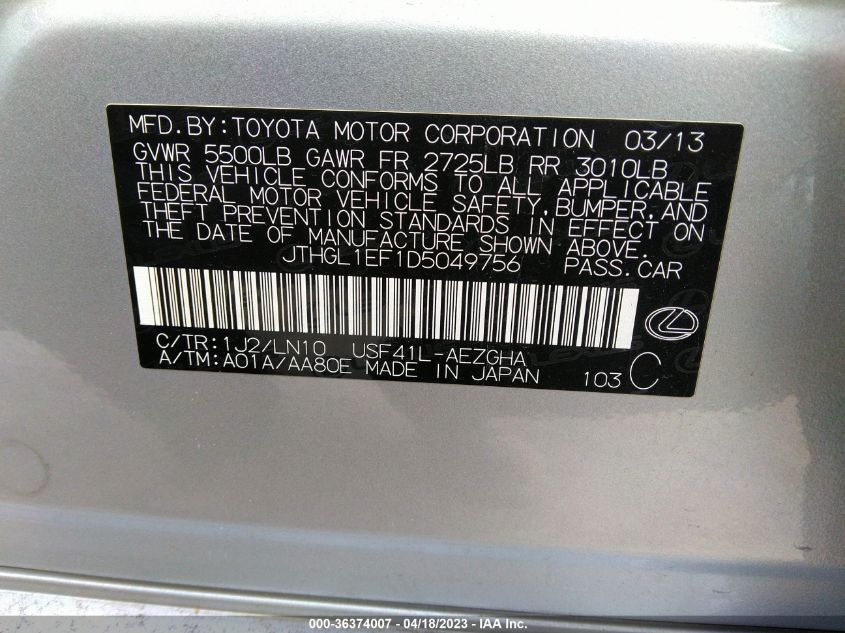 MFD.BY:TOYOTA MOTOR CORPORATION 03/13
GVWR 5500LB GAWR FR 2725LB RR 3010LB
THIS VEHICLE CONFORMS TO ALL APPLICABLE
FEDERAL MOTOR VEHICLE SAFETY,BUMPER,AND
THEFT PREVENTION STANDARDS IN EFFECT ON
THE DATE OF MANUFACTURE SHOWN ABOVE.
JTHGL1EF1D5049756 PASS.CAR
C/TR:1J2/LN10 USF41L-AEZGHA
A/TM:A01A/AA80E MADE IN JAPAN 103 C
000-36374007 - 04/18/2023 - IAA Inc.